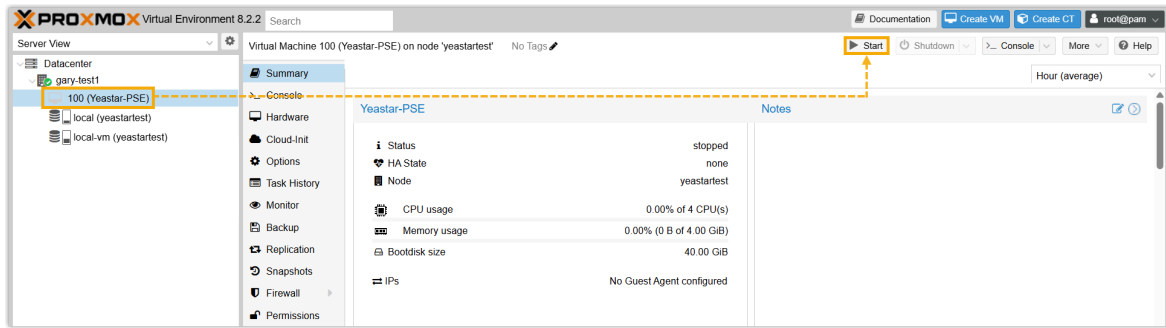 PROXMOX Virtual Environment 8.2.2 Search Documentation Create VM Create CT root@pam
Server View
Virtual Machine 100 (Yeastar-PSE) on node 'yeastartest' No Tags Start Shutdown Console More Help
Datacenter
gary-test1
100 (Yeastar-PSE)
local (yeastartest)
local-vm (yeastartest)
Summary
Console
Hardware
Cloud-Init
Options
Task History
Monitor
Backup
Replication
Snapshots
Firewall
Permissions
Hour (average)
Yeastar-PSE
Status stopped
HA State none
Node yeastartest
CPU usage 0.00% of 4 CPU(s)
Memory usage 0.00% (0 B of 4.00 GiB)
Bootdisk size 40.00 GiB
IPs No Guest Agent configured
Notes